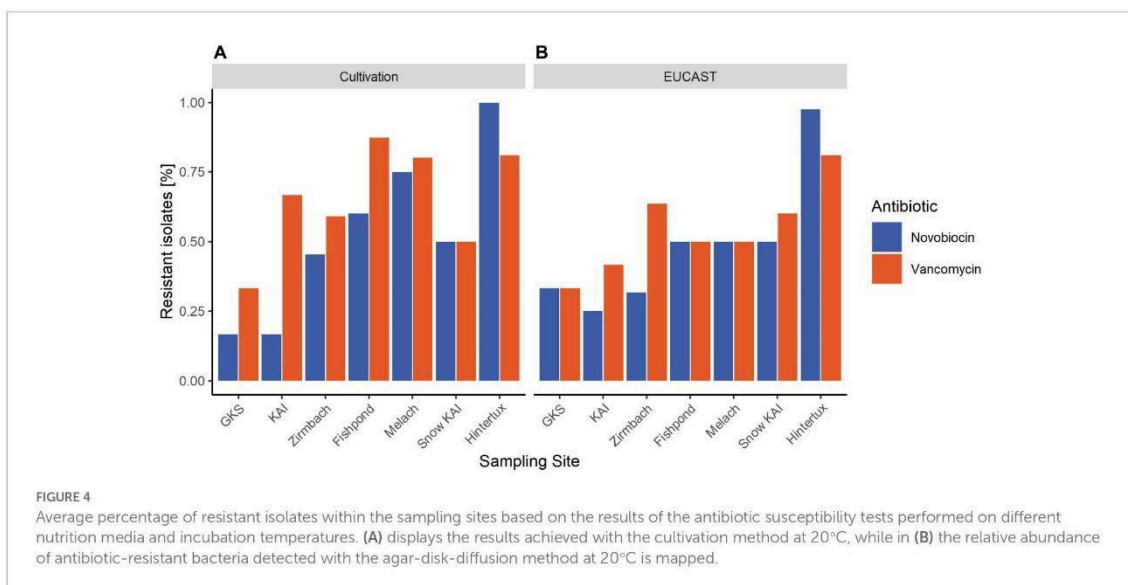 A
B
Cultivation
EUCAST
1.00
0.75
0.50
0.25
0.00
Resistant isolates [%]
GKS
KAI
Zirmbach
Fishpond
Melach
Snow KAI
Hintertux
GKS
KAI
Zirmbach
Fishpond
Melach
Snow KAI
Hintertux
Sampling Site
Antibiotic
Novobiocin
Vancomycin
FIGURE 4
Average percentage of resistant isolates within the sampling sites based on the results of the antibiotic susceptibility tests performed on different
nutrition media and incubation temperatures. (A) displays the results achieved with the cultivation method at 20°C, while in (B) the relative abundance
of antibiotic-resistant bacteria detected with the agar-disk-diffusion method at 20°C is mapped.